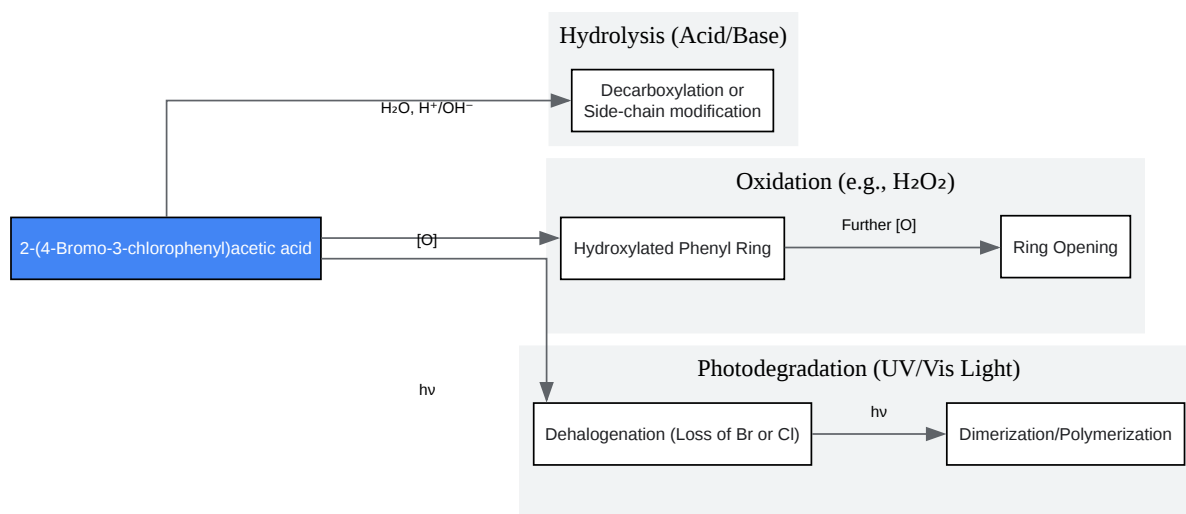 Hydrolysis (Acid/Base)
Decarboxylation or
Side-chain modification
H₂O, H⁺/OH⁻
Oxidation (e.g., H₂O₂)
2-(4-Bromo-3-chlorophenyl)acetic acid
[O]
Hydroxylated Phenyl Ring
Further [O]
Ring Opening
Photodegradation (UV/Vis Light)
hν
Dehalogenation (Loss of Br or Cl)
hν
Dimerization/Polymerization